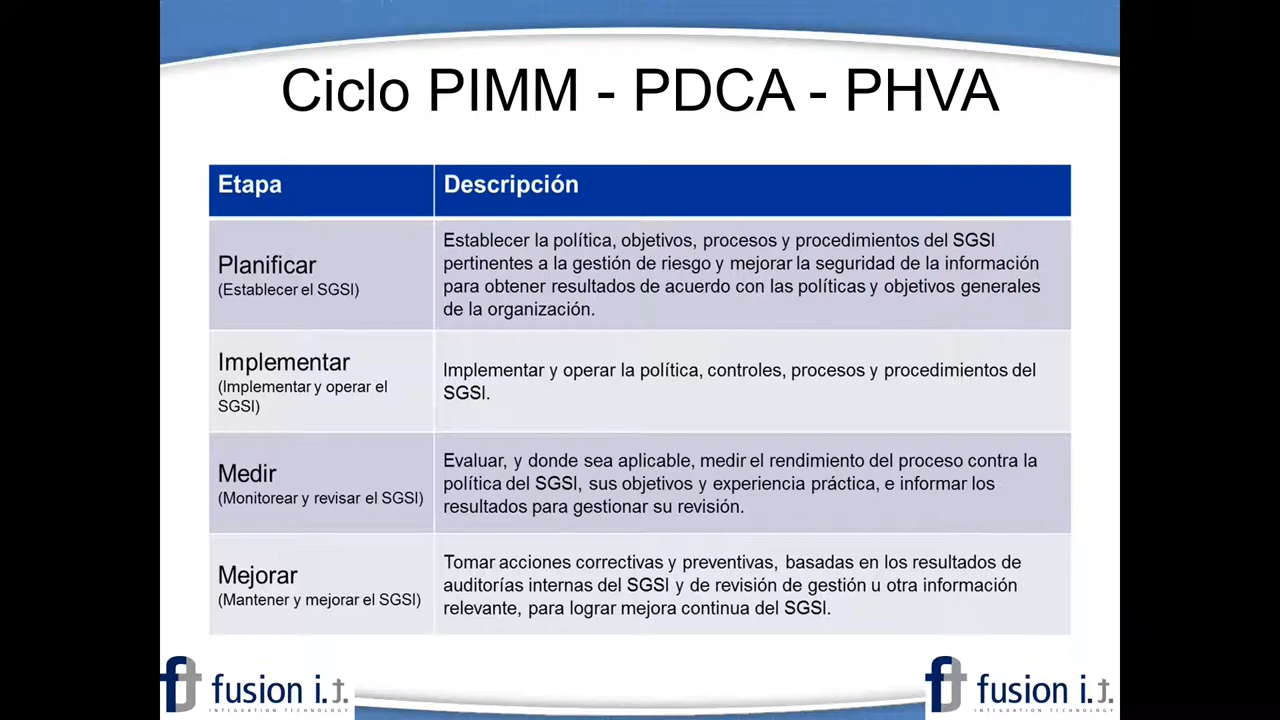 Ciclo PIMM - PDCA - PHVA
Etapa
Descripción
Planificar
(Establecer el SGSI)
Establecer la política, objetivos, procesos y procedimientos del SGSI
pertinentes a la gestión de riesgo y mejorar la seguridad de la información
para obtener resultados de acuerdo con las políticas y objetivos generales
de la organización.
Implementar
(Implementar y operar el
SGSI)
Implementar y operar la política, controles, procesos y procedimientos del
SGSI.
Medir
(Monitorear y revisar el SGSI)
Evaluar, y donde sea aplicable, medir el rendimiento del proceso contra la
política del SGSI, sus objetivos y experiencia práctica, e informar los
resultados para gestionar su revisión.
Mejorar
(Mantener y mejorar el SGSI)
Tomar acciones correctivas y preventivas, basadas en los resultados de
auditorías internas del SGSI y de revisión de gestión u otra información
relevante, para lograr mejora continua del SGSI.
fusion i.t.
INTEGRATION TECHNOLOGY
fusion i.t.
INTEGRATION TECHNOLOGY